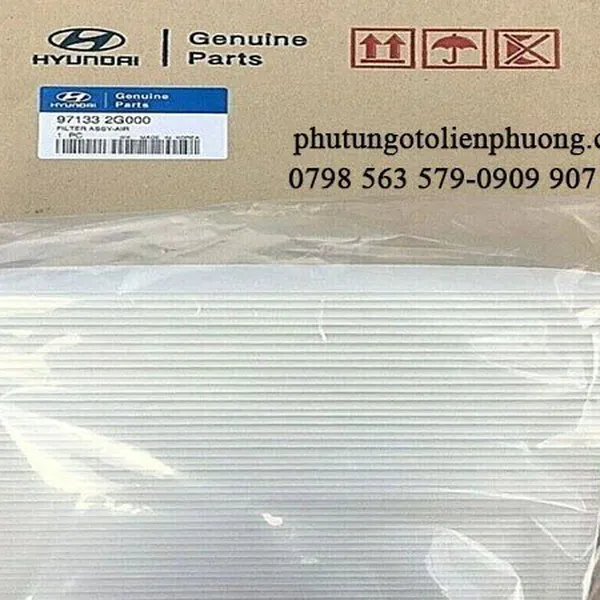 HYUNDAI
Genuine
Parts
HYUNDAI
Genuine
Parts
97133 2G000
FILTER ASSY-AIR
1 PC
MADE IN KOREA
phutungotolienphuong.c
0798 563 579-0909 907